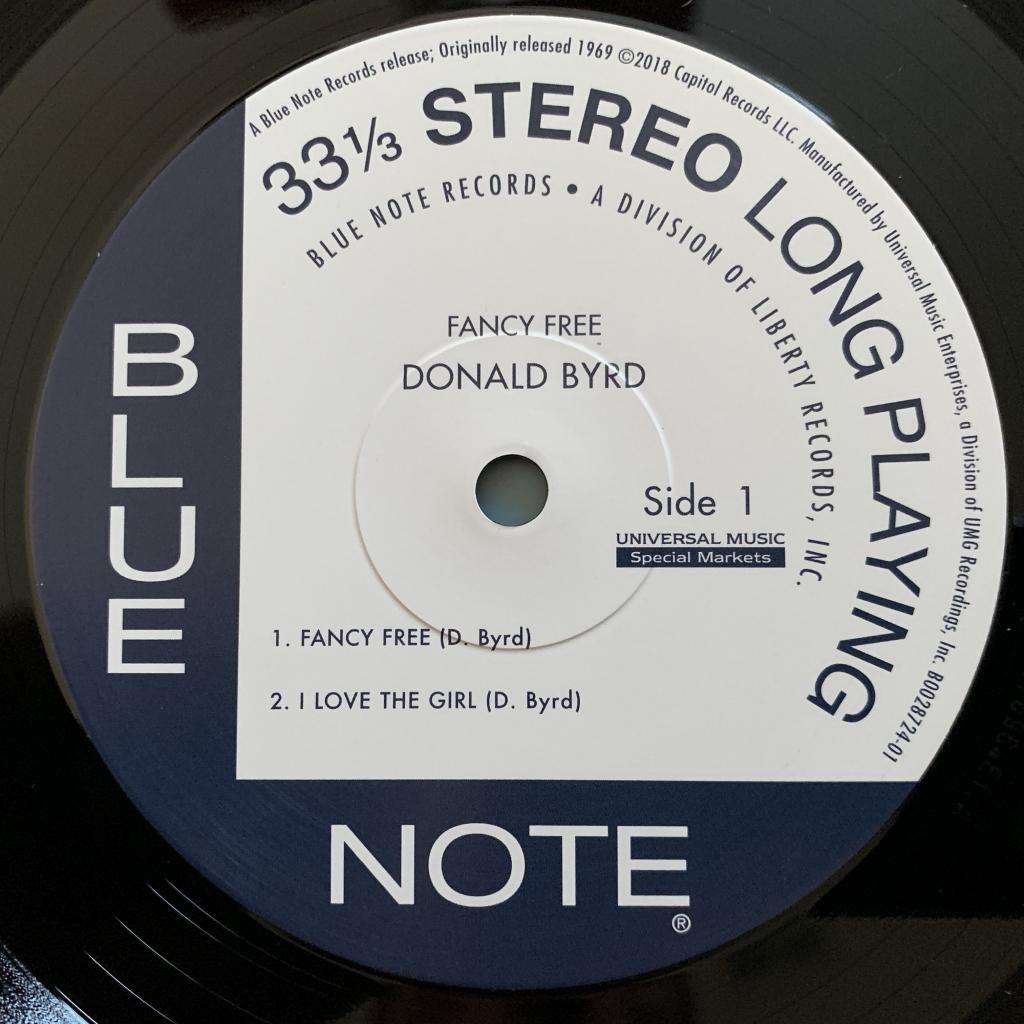 A Blue Note Records release; Originally released 1969 ©2018 Capitol Records LLC. Manufactured by Universal Music Enterprises, a Division of UMG Recordings, Inc. B0028724-01
33⅓ STEREO LONG PLAYING
BLUE NOTE RECORDS • A DIVISION OF LIBERTY RECORDS, INC.
FANCY FREE
DONALD BYRD
Side 1
UNIVERSAL MUSIC
Special Markets
1. FANCY FREE (D. Byrd)
2. I LOVE THE GIRL (D. Byrd)
BLUE
NOTE®